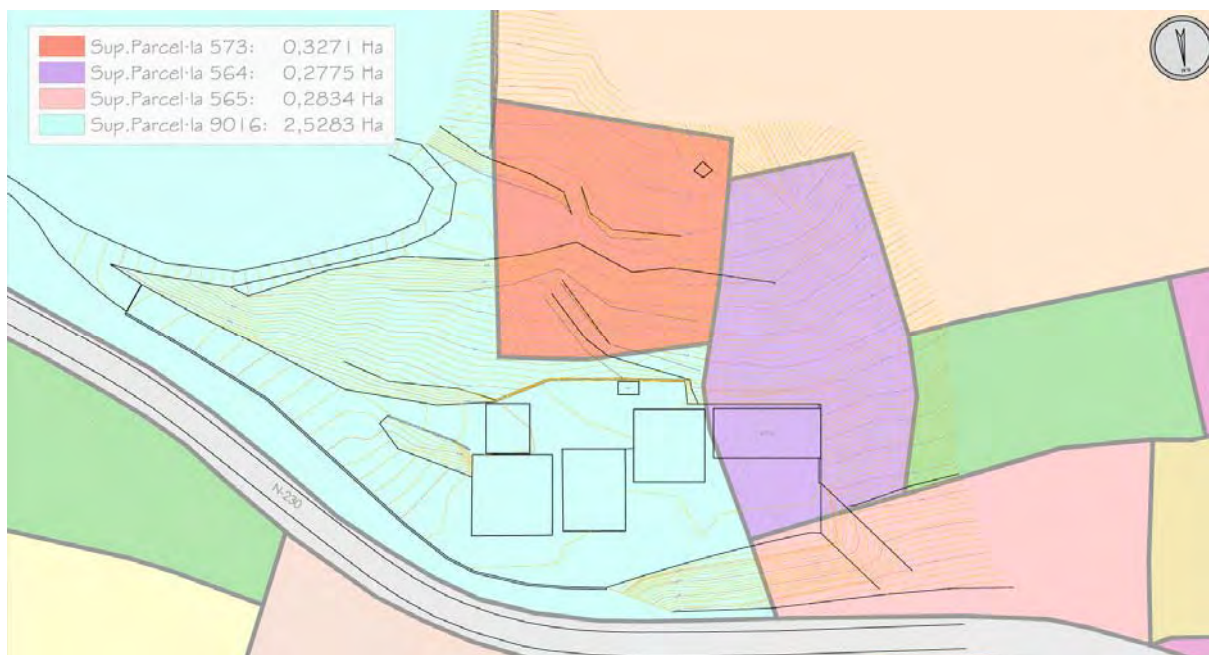 Sup.Parcel·la 573: 0,3271 Ha
Sup.Parcel·la 564: 0,2775 Ha
Sup.Parcel·la 565: 0,2834 Ha
Sup.Parcel·la 9016: 2,5283 Ha
N-230